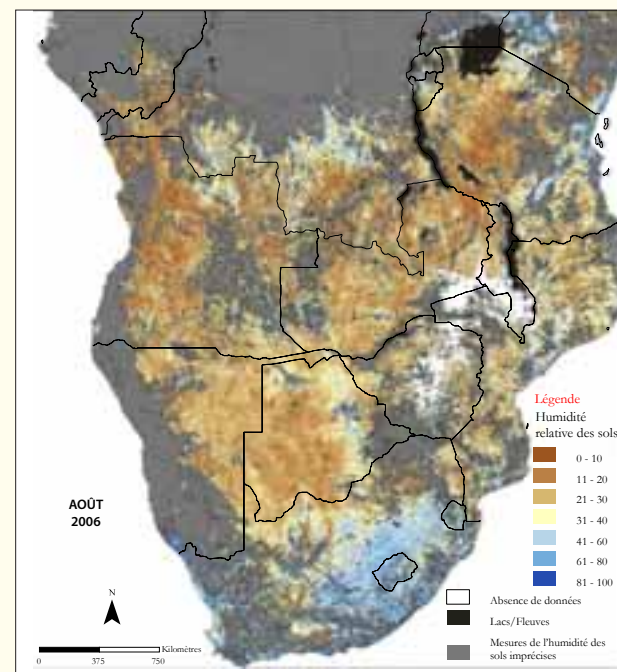 Légende
Humidité
relative des sols
0 - 10
11 - 20
21 - 30
31 - 40
41 - 60
61 - 80
81 - 100
AOÛT
2006
N
0 375 750 Kilomètres
Absence de données
Lacs/Fleuves
Mesures de l'humidité des
sols imprécises